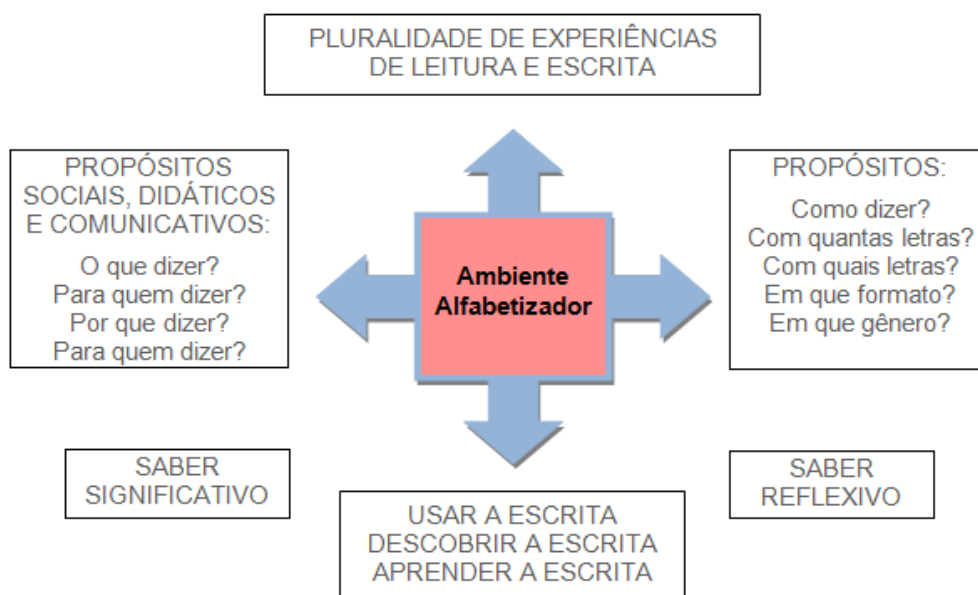 PLURALIDADE DE EXPERIÊNCIAS
DE LEITURA E ESCRITA
PROPÓSITOS
SOCIAIS, DIDÁTICOS
E COMUNICATIVOS:
O que dizer?
Para quem dizer?
Por que dizer?
Para quem dizer?
Ambiente
Alfabetizador
PROPÓSITOS:
Como dizer?
Com quantas letras?
Com quais letras?
Em que formato?
Em que gênero?
SABER
SIGNIFICATIVO
USAR A ESCRITA
DESCOBRIR A ESCRITA
APRENDER A ESCRITA
SABER
REFLEXIVO